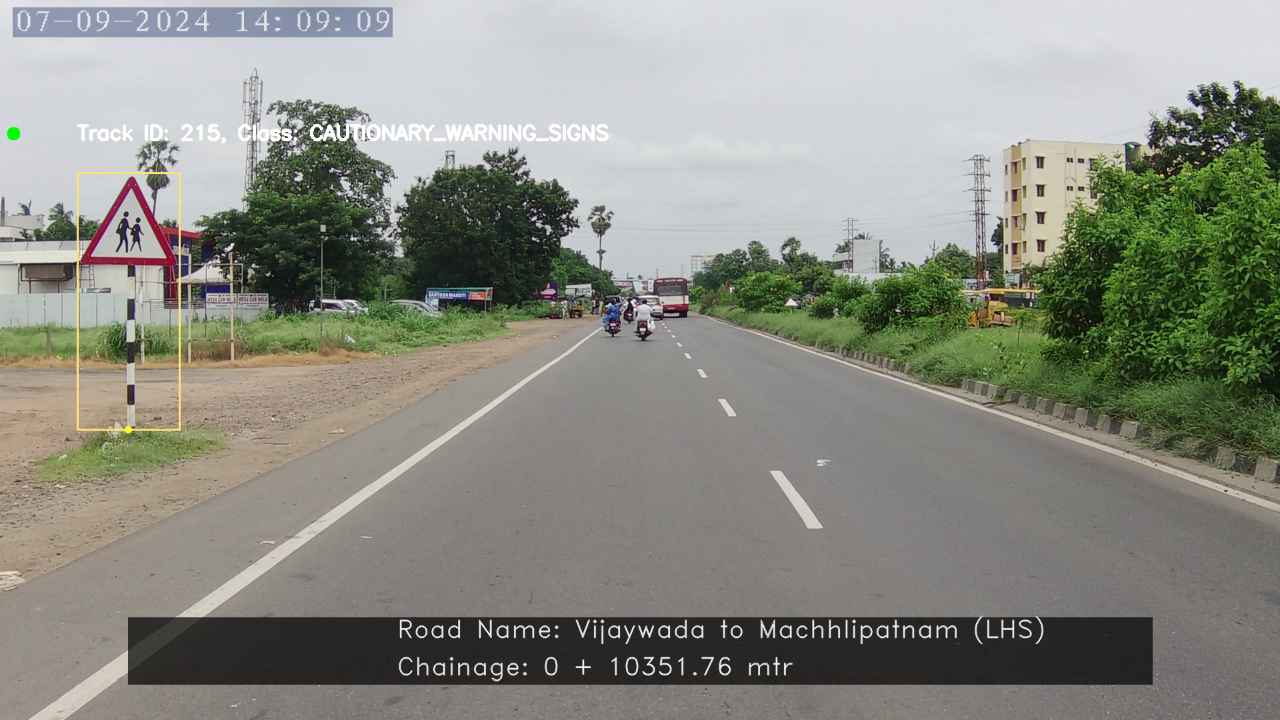 07-09-2024 14:09:09
Track ID: 215, Class: CAUTIONARY_WARNING_SIGNS
Road Name: Vijaywada to Machhlipatnam (LHS)
Chainage: 0 + 10351.76 mtr